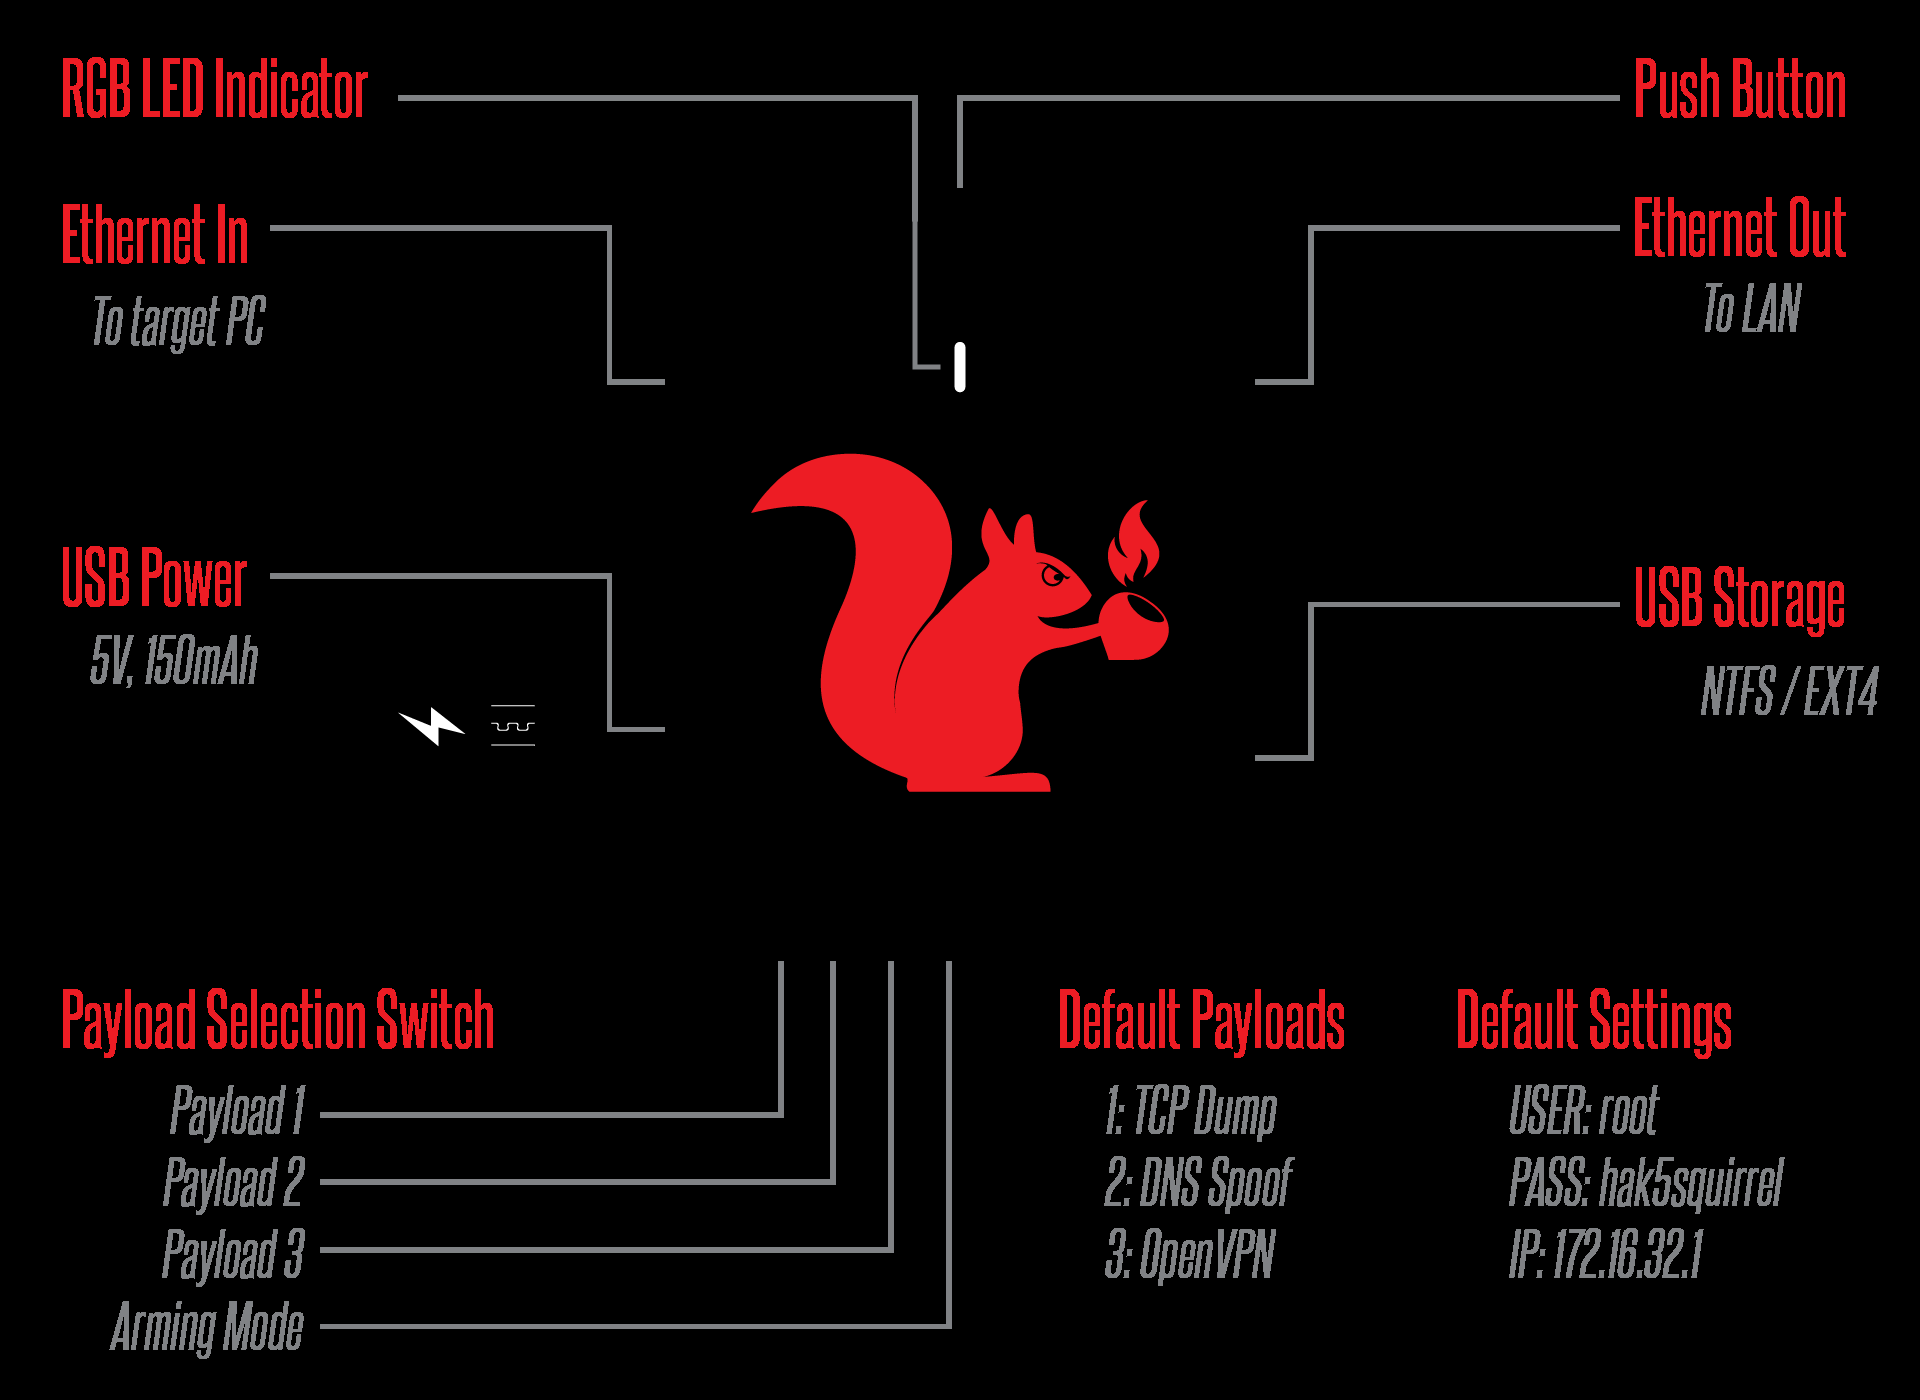 RGB LED Indicator
Push Button
Ethernet In
To target PC
Ethernet Out
To LAN
USB Power
5V, 150mAh
USB Storage
NTFS / EXT4
Payload Selection Switch
Payload 1
Payload 2
Payload 3
Arming Mode
Default Payloads
1: TCP Dump
2: DNS Spoof
3: OpenVPN
Default Settings
USER: root
PASS: hak5squirrel
IP: 172.16.32.1